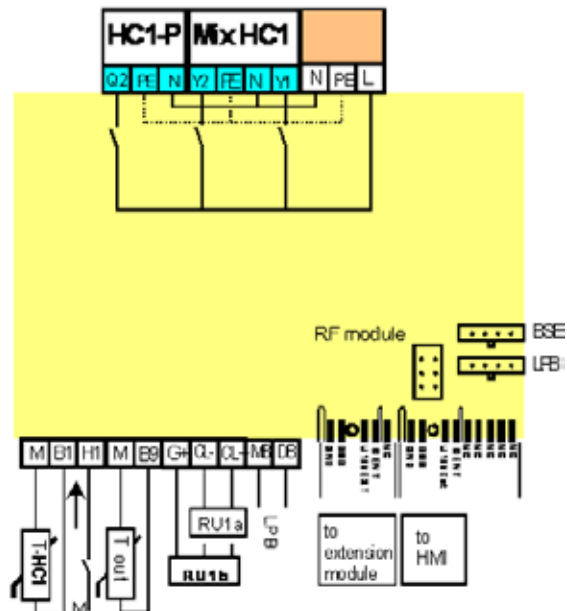 HC1-P Mix HC1
Q2 PE N Y2 PE N Y1 N PE L
RF module
BSB
LPB
M B1 H1 M B9 G+ CL- CL+ MB DB
T-HC1
M
T out
RU1a
RU1b
LPB
to
extension
module
to
HMI